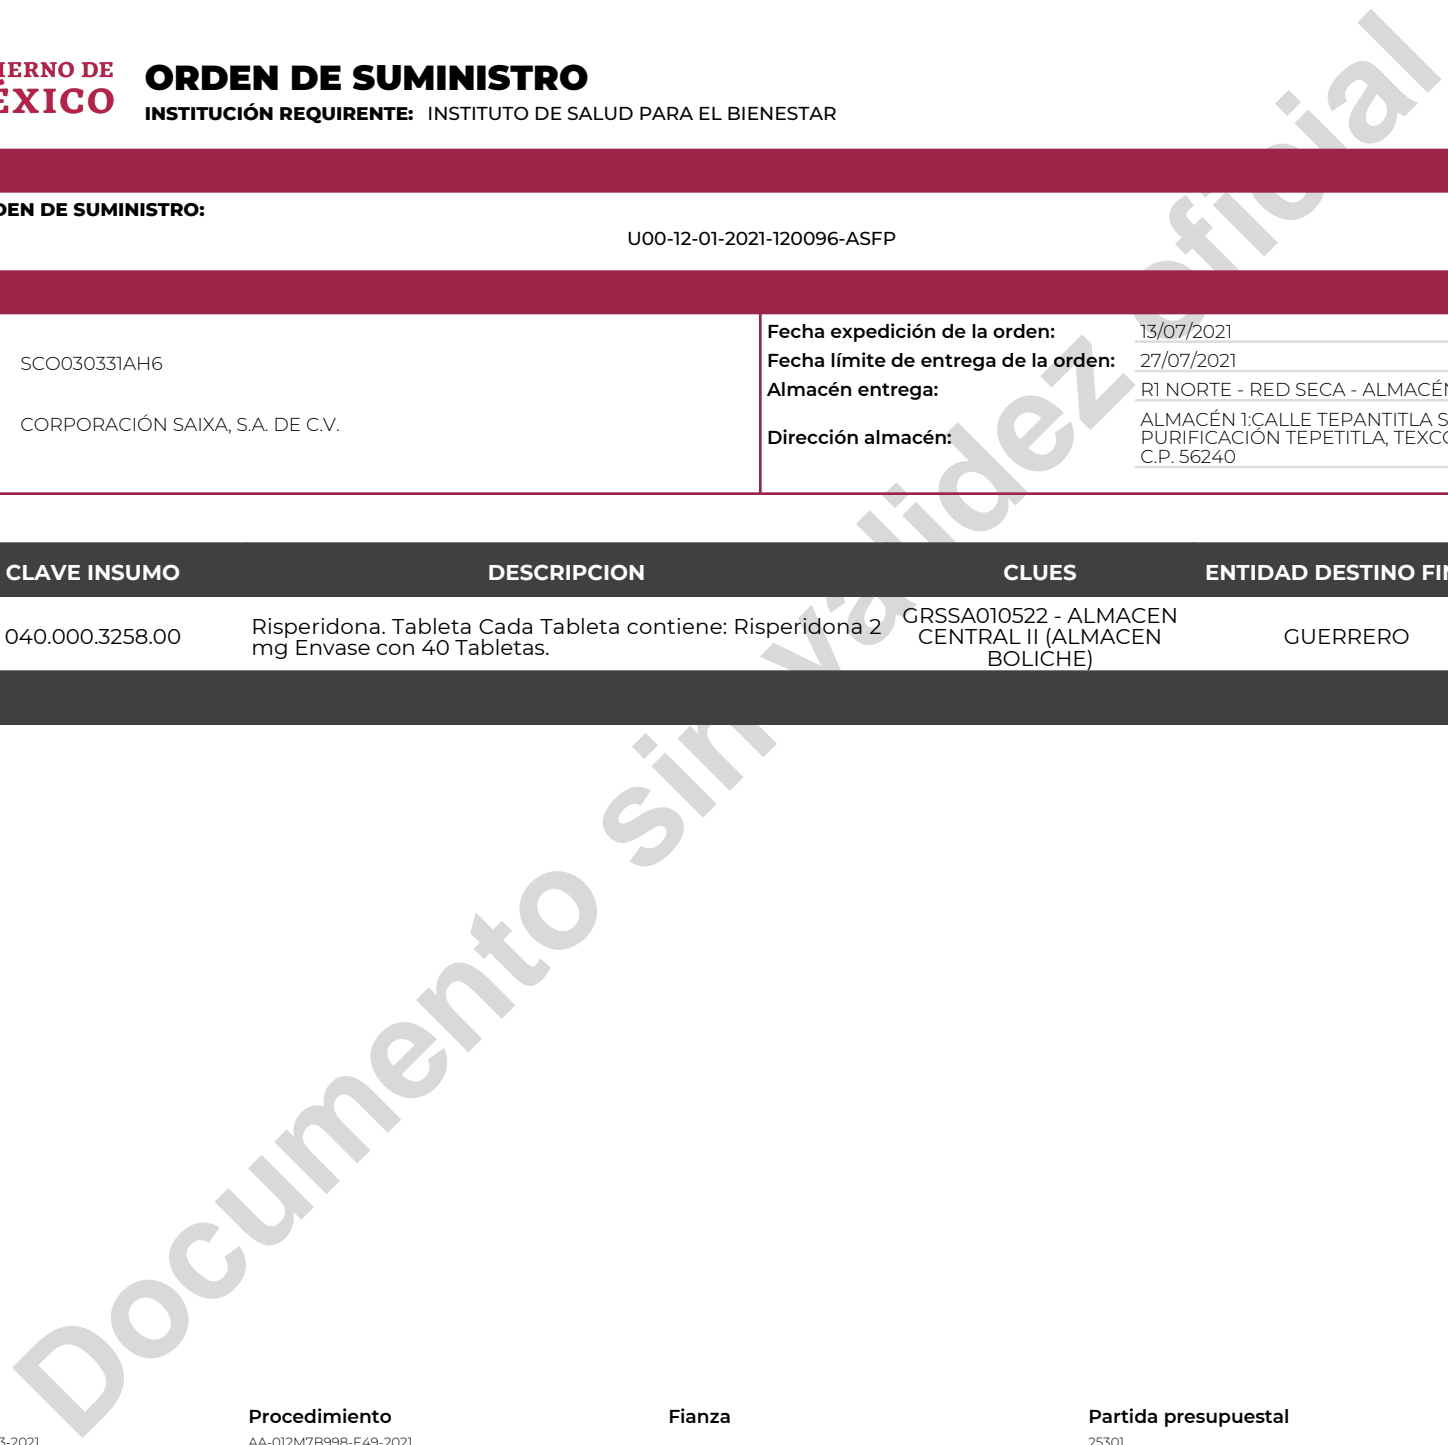 ORDEN DE SUMINISTRO
INSTITUCIÓN REQUIRENTE: INSTITUTO DE SALUD PARA EL BIENESTAR
DE
MÉXICO
DE SUMINISTRO:
U00-12-01-2021-120096-ASFP
SCO030331AH6
CORPORACIÓN SAIXA, S.A. DE C.V.
Fecha expedición de la orden: 13/07/2021
Fecha límite de entrega de la orden: 27/07/2021
Almacén entrega: R1 NORTE - RED SECA - ALMACÉN
Dirección almacén: ALMACÉN 1:CALLE TEPANTITLA
PURIFICACIÓN TEPETITLA,
C.P. 56240
CLAVE INSUMO DESCRIPCION CLUES ENTIDAD DESTINO
040.000.3258.00
Risperidona. Tableta Cada Tableta contiene: Risperidona 2
mg Envase con 40 Tabletas.
GRSSA010522 - ALMACEN
CENTRAL II (ALMACEN
BOLICHE)
GUERRERO
Documento sin validez oficial
Procedimiento Fianza Partida presupuestal
AA-012M7B998-E49-2021 25301